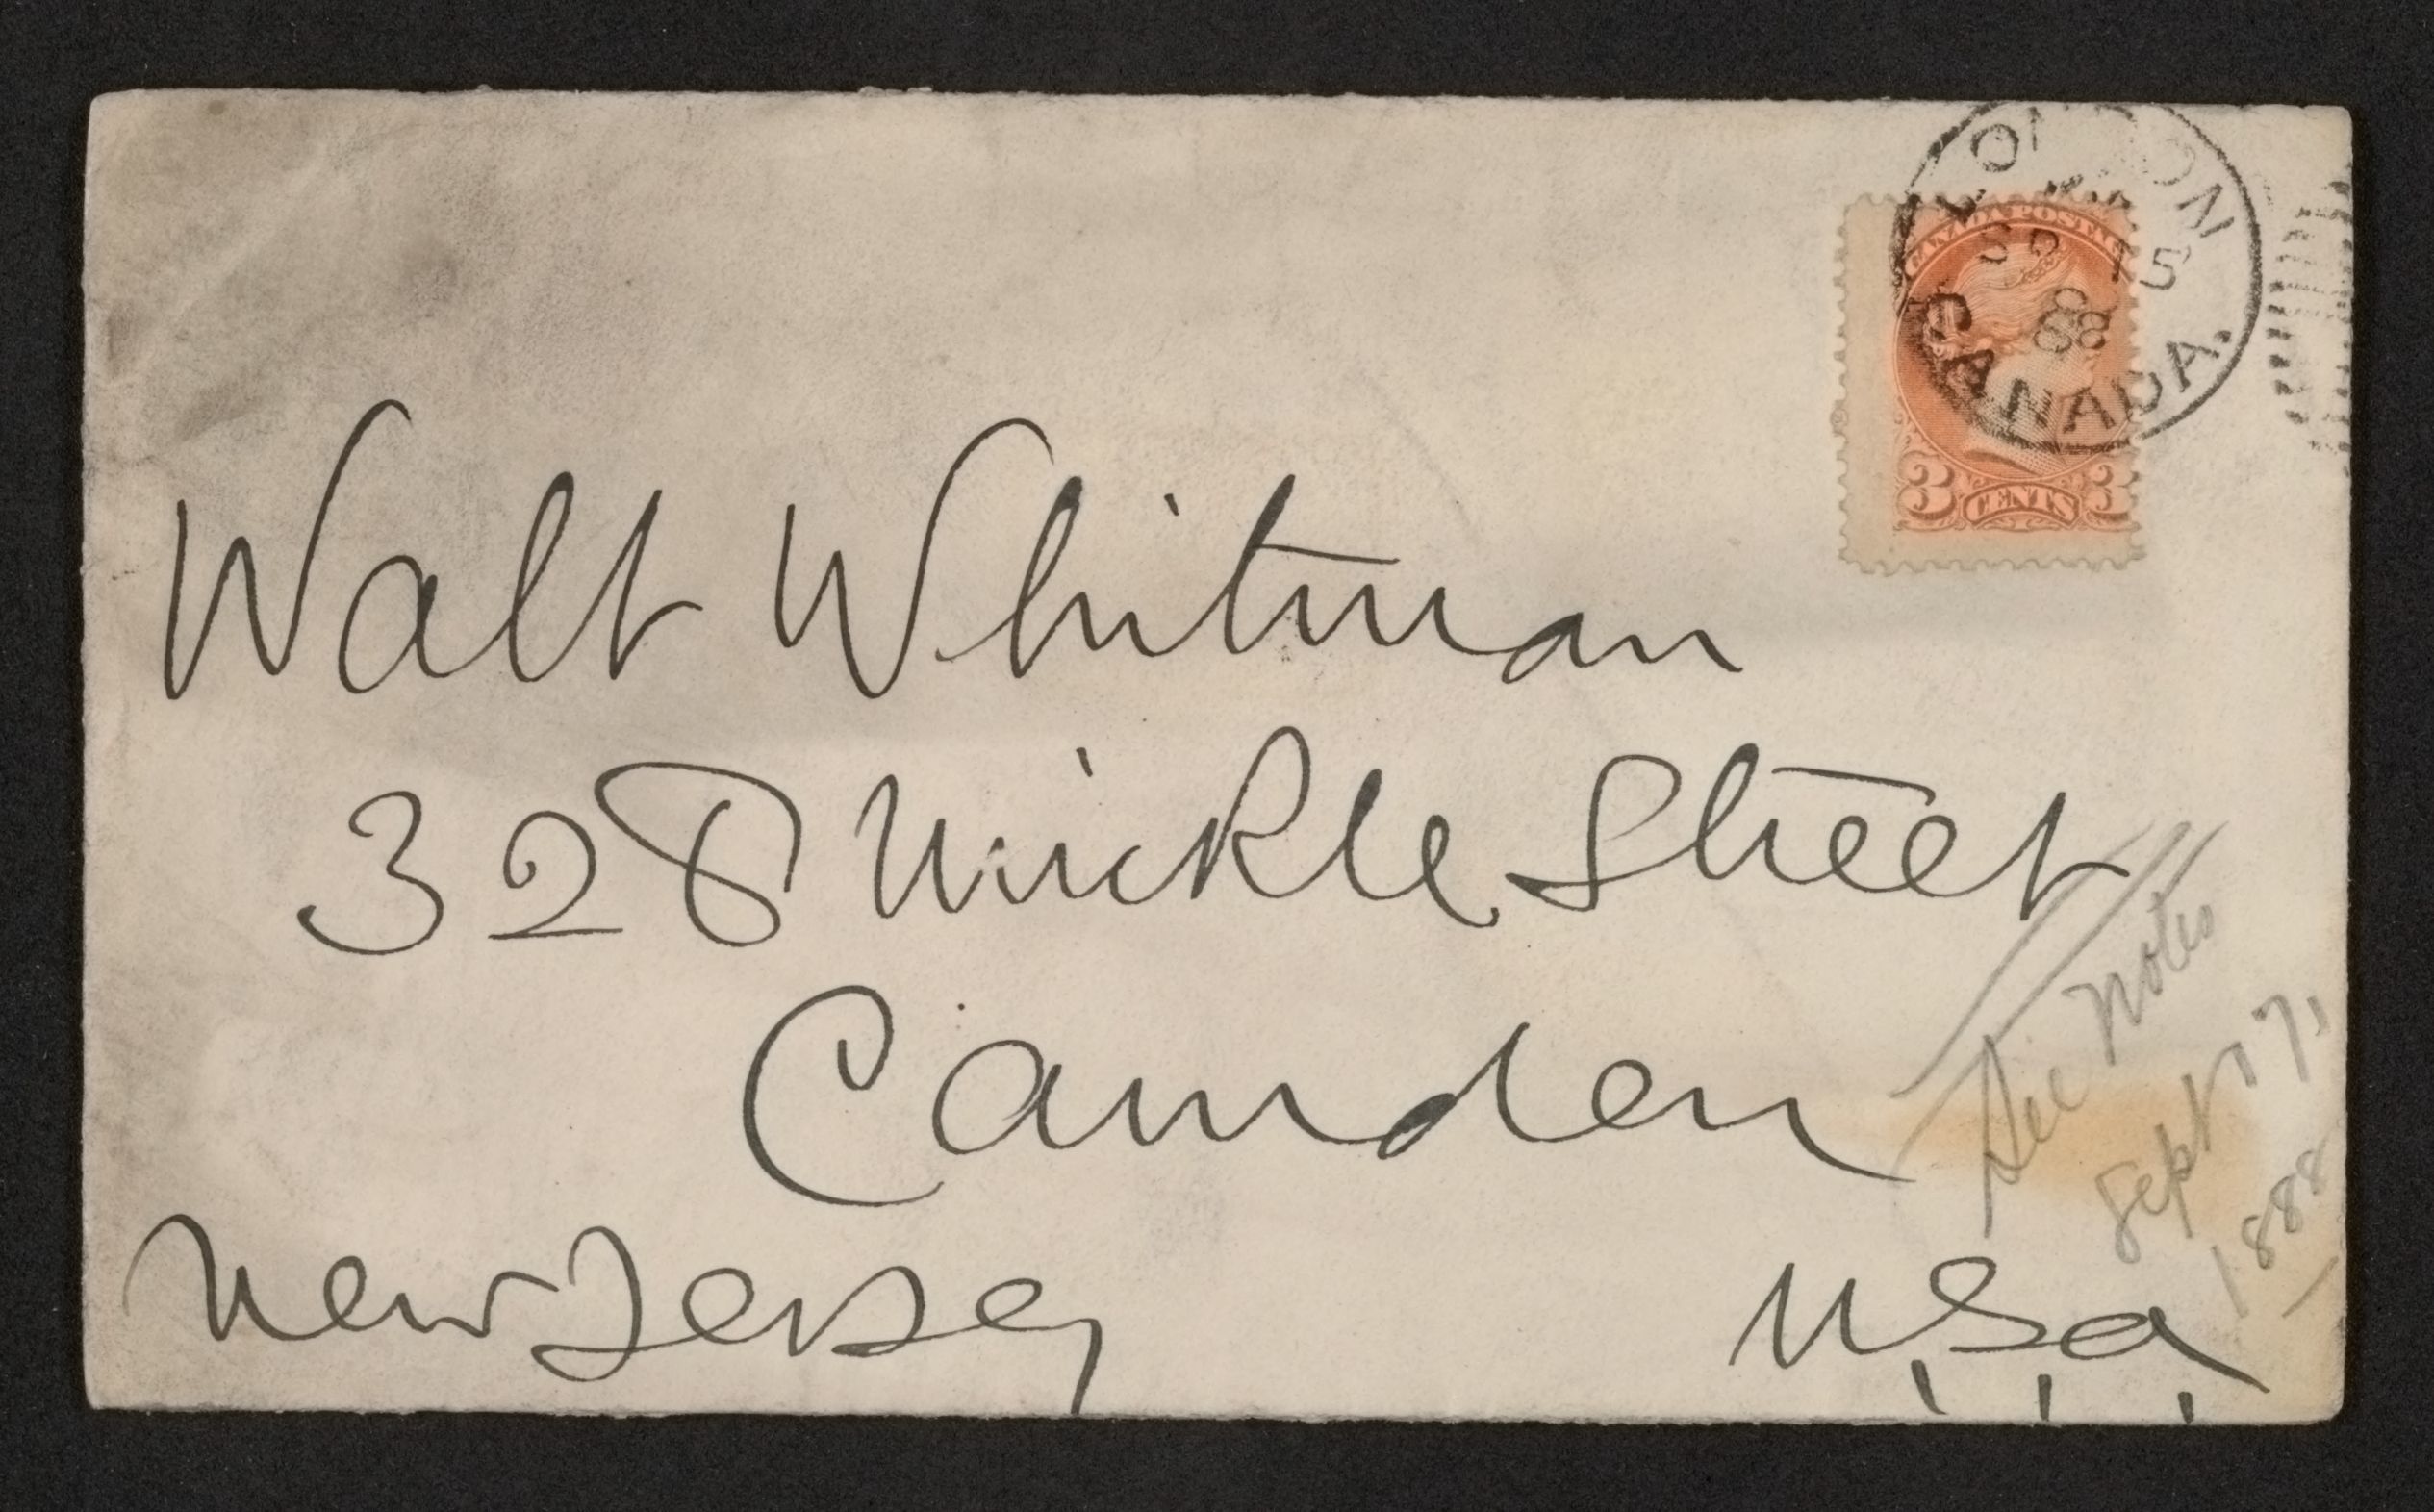 LONDON
SP 15
88
CANADA.
CANADA POSTAGE
3 CENTS 3
Walt Whitman
328 Mickle Street
Camden
New Jersey
U.S.a.
See notes
Sept 17,
1888